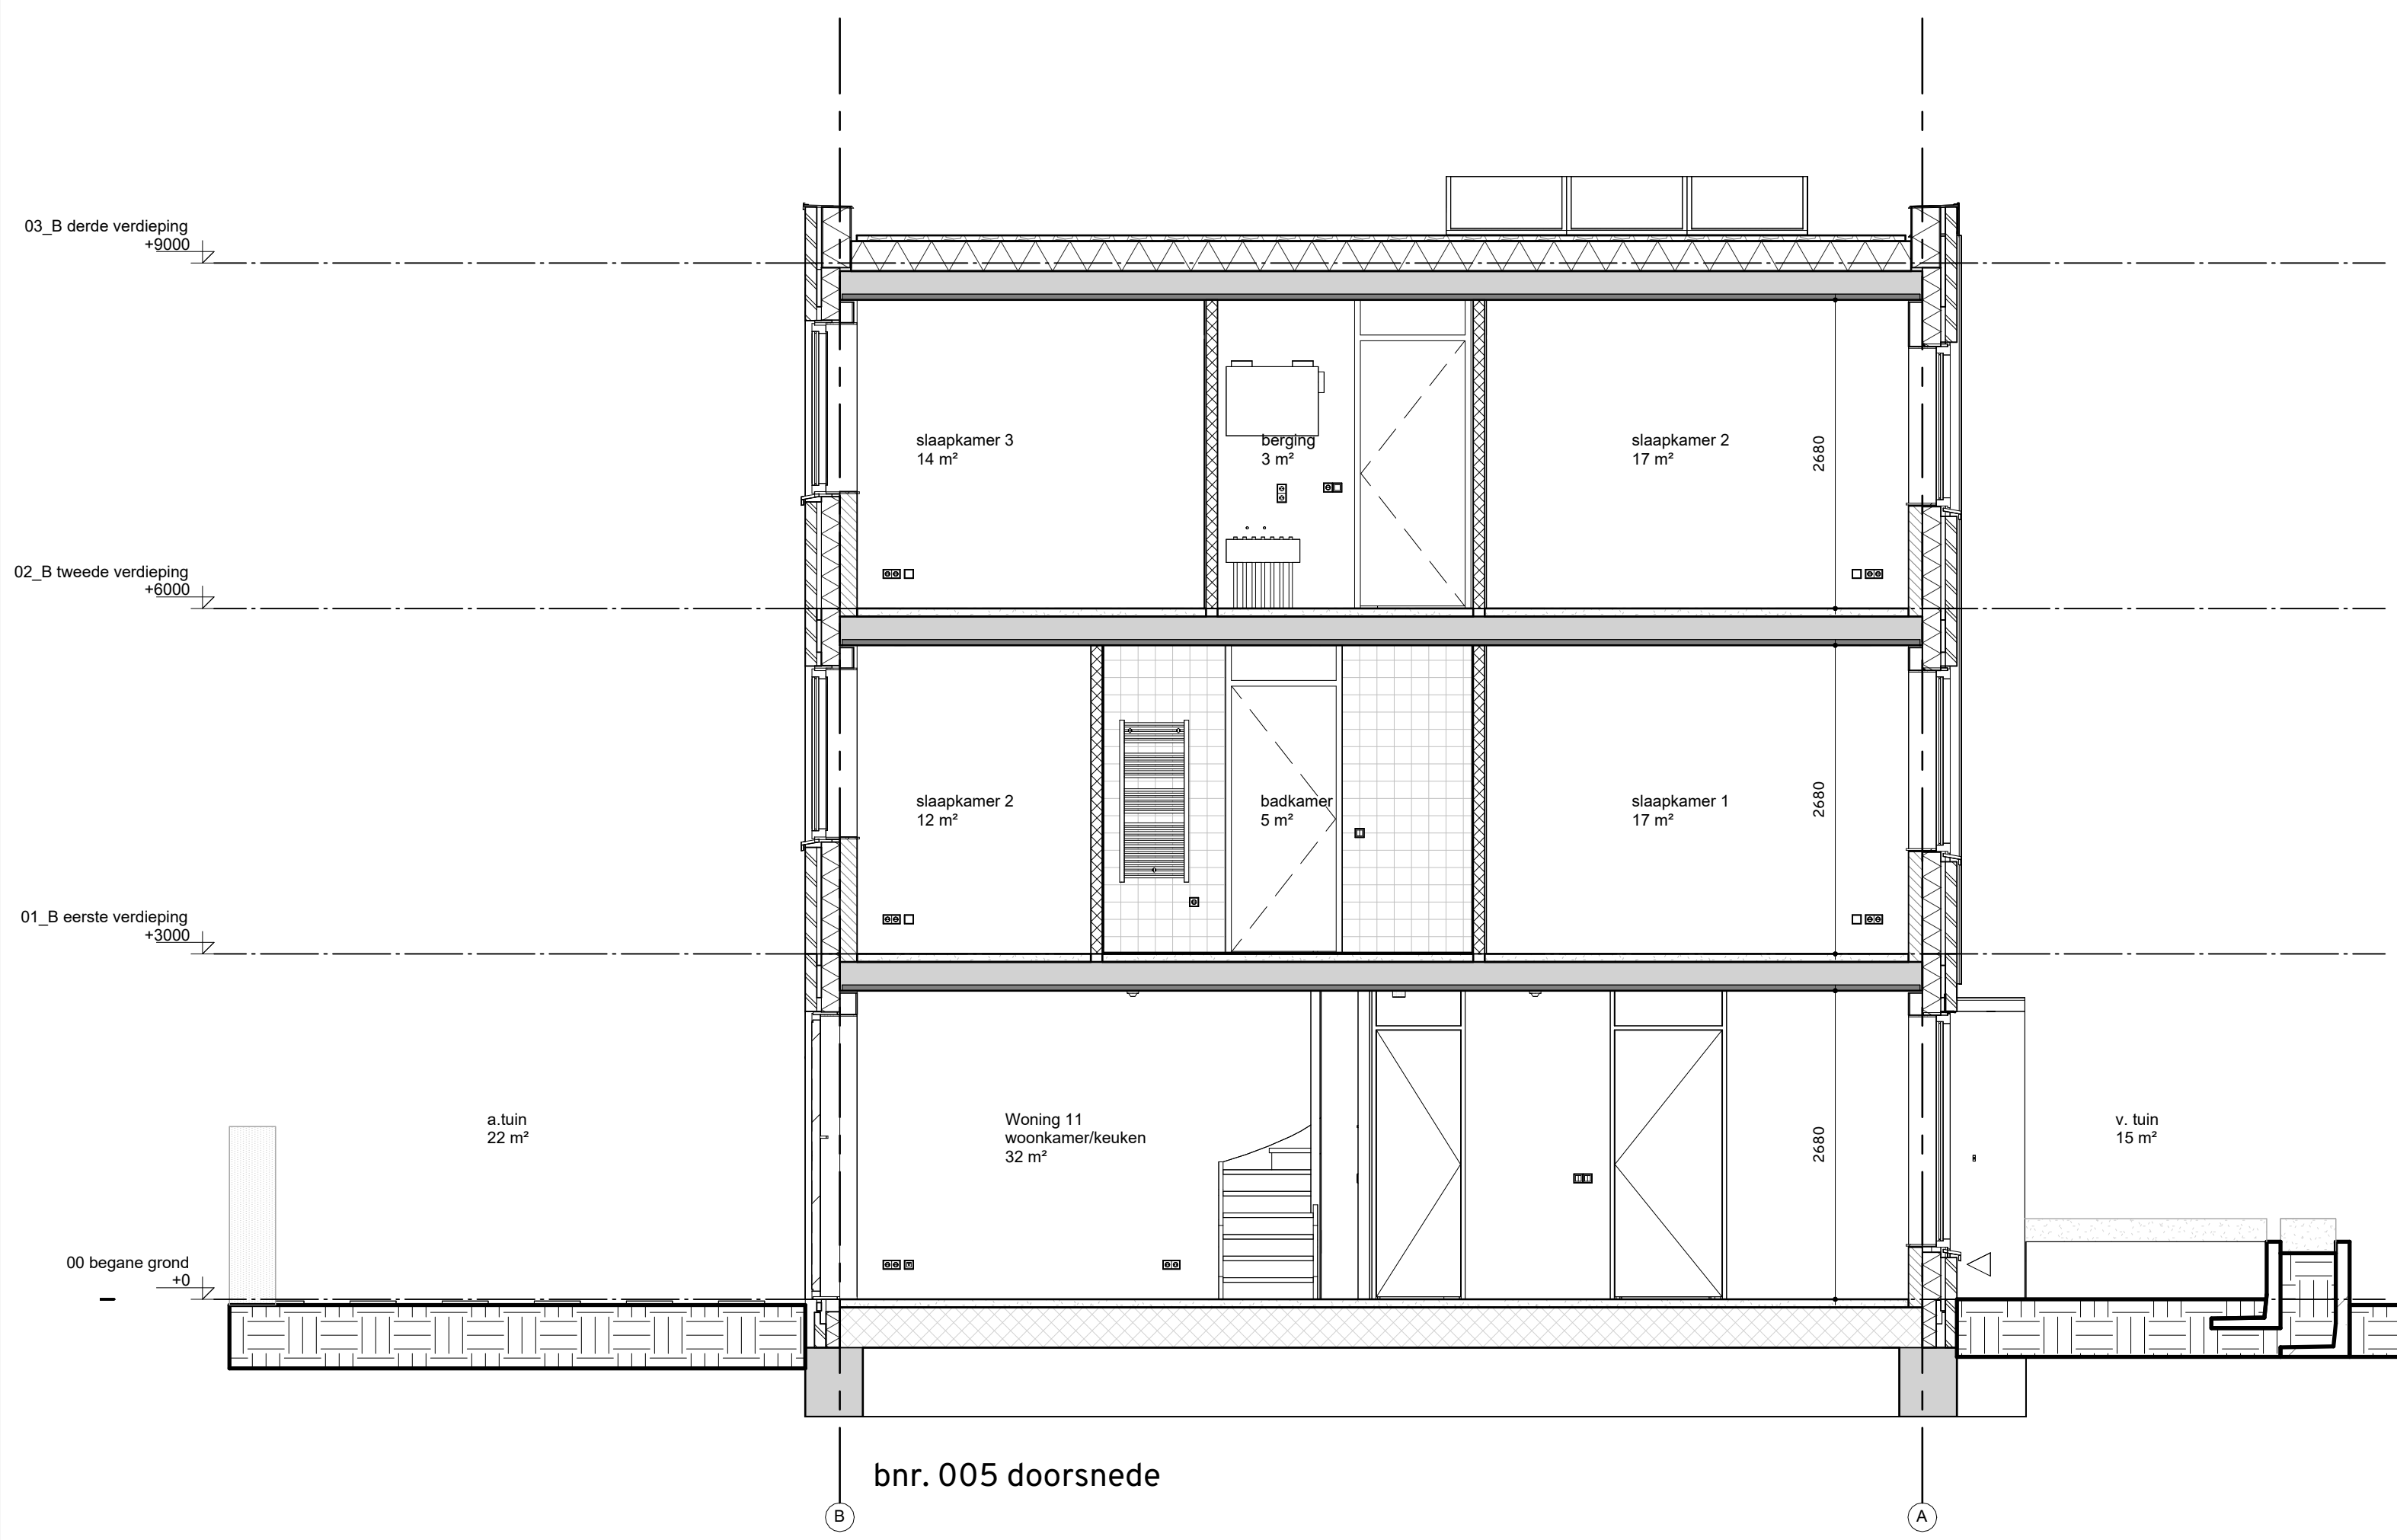 03_B derde verdieping
+9000
slaapkamer 3
14 m²
berging
3 m²
slaapkamer 2
17 m²
2680
02_B tweede verdieping
+6000
slaapkamer 2
12 m²
badkamer
5 m²
slaapkamer 1
17 m²
2680
01_B eerste verdieping
+3000
a.tuin
22 m²
Woning 11
woonkamer/keuken
32 m²
2680
v. tuin
15 m²
00 begane grond
+0
bnr. 005 doorsnede
B
A